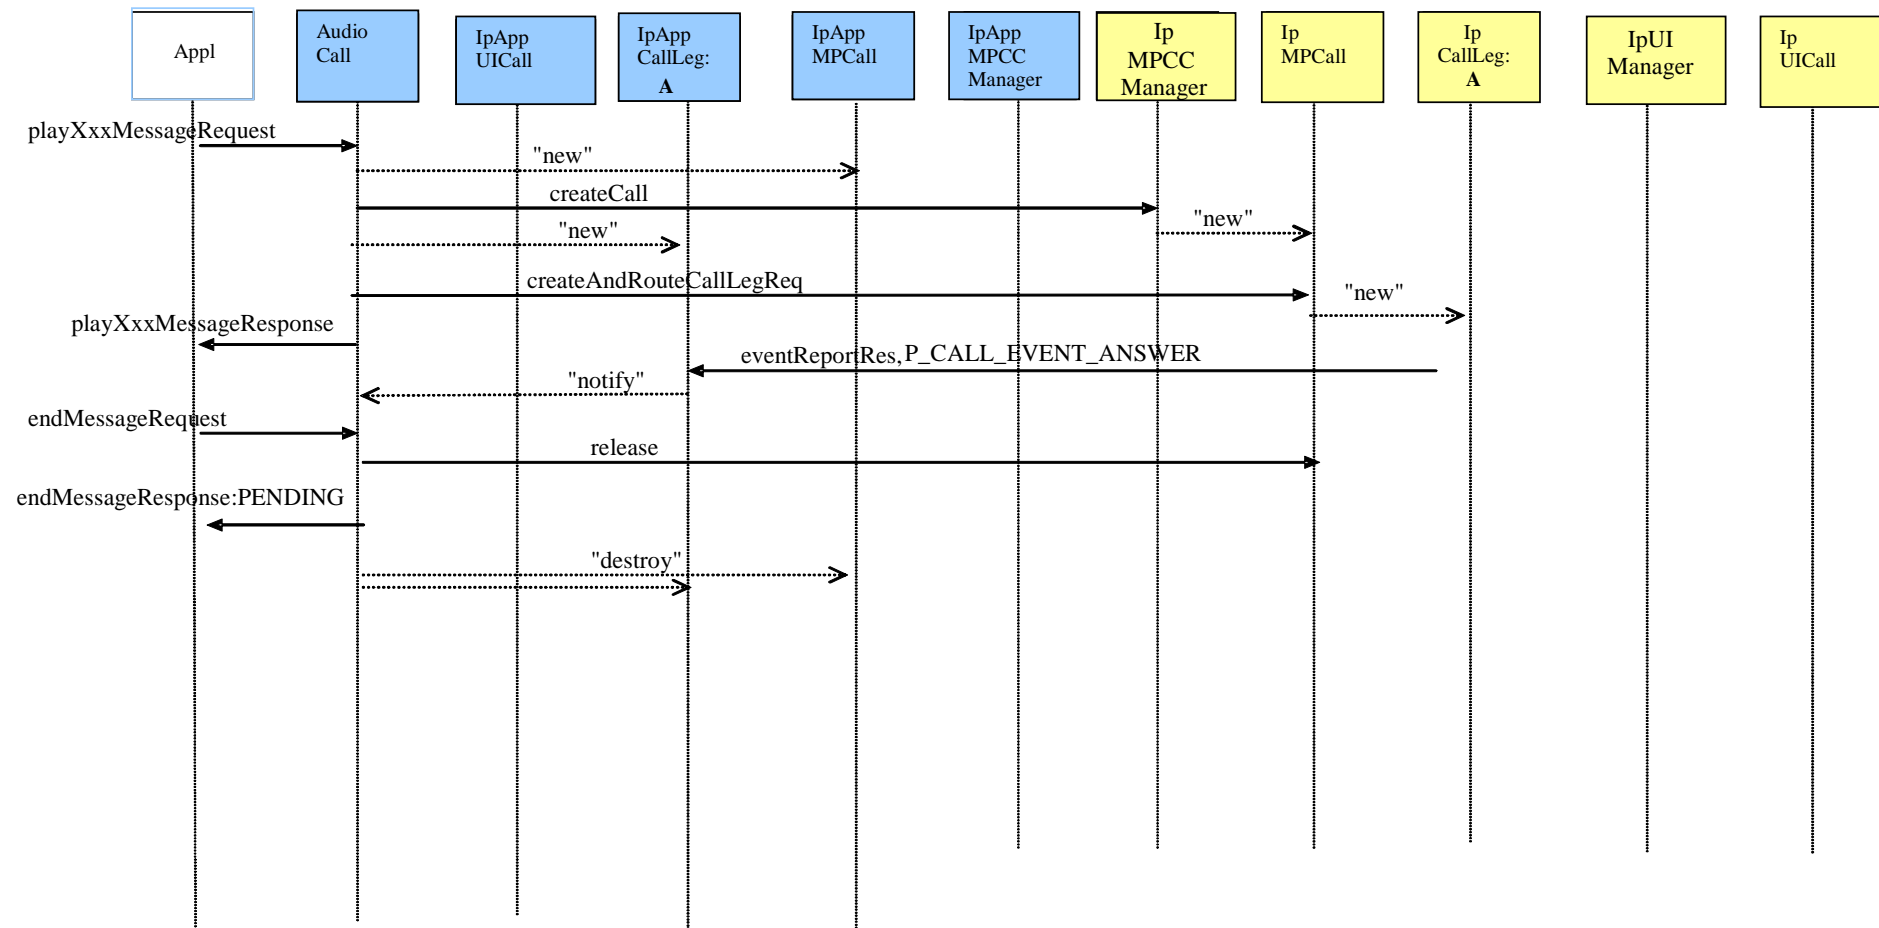 Appl
Audio
Call
IpApp
UICall
IpApp
CallLeg:
A
IpApp
MPCall
IpApp
MPCC
Manager
Ip
MPCC
Manager
Ip
MPCall
Ip
CallLeg:
A
IpUI
Manager
Ip
UICall
playXxxMessageRequest
"new"
createCall
"new"
"new"
createAndRouteCallLegReq
"new"
playXxxMessageResponse
eventReportRes, P_CALL_EVENT_ANSWER
"notify"
endMessageRequest
release
endMessageResponse:PENDING
"destroy"